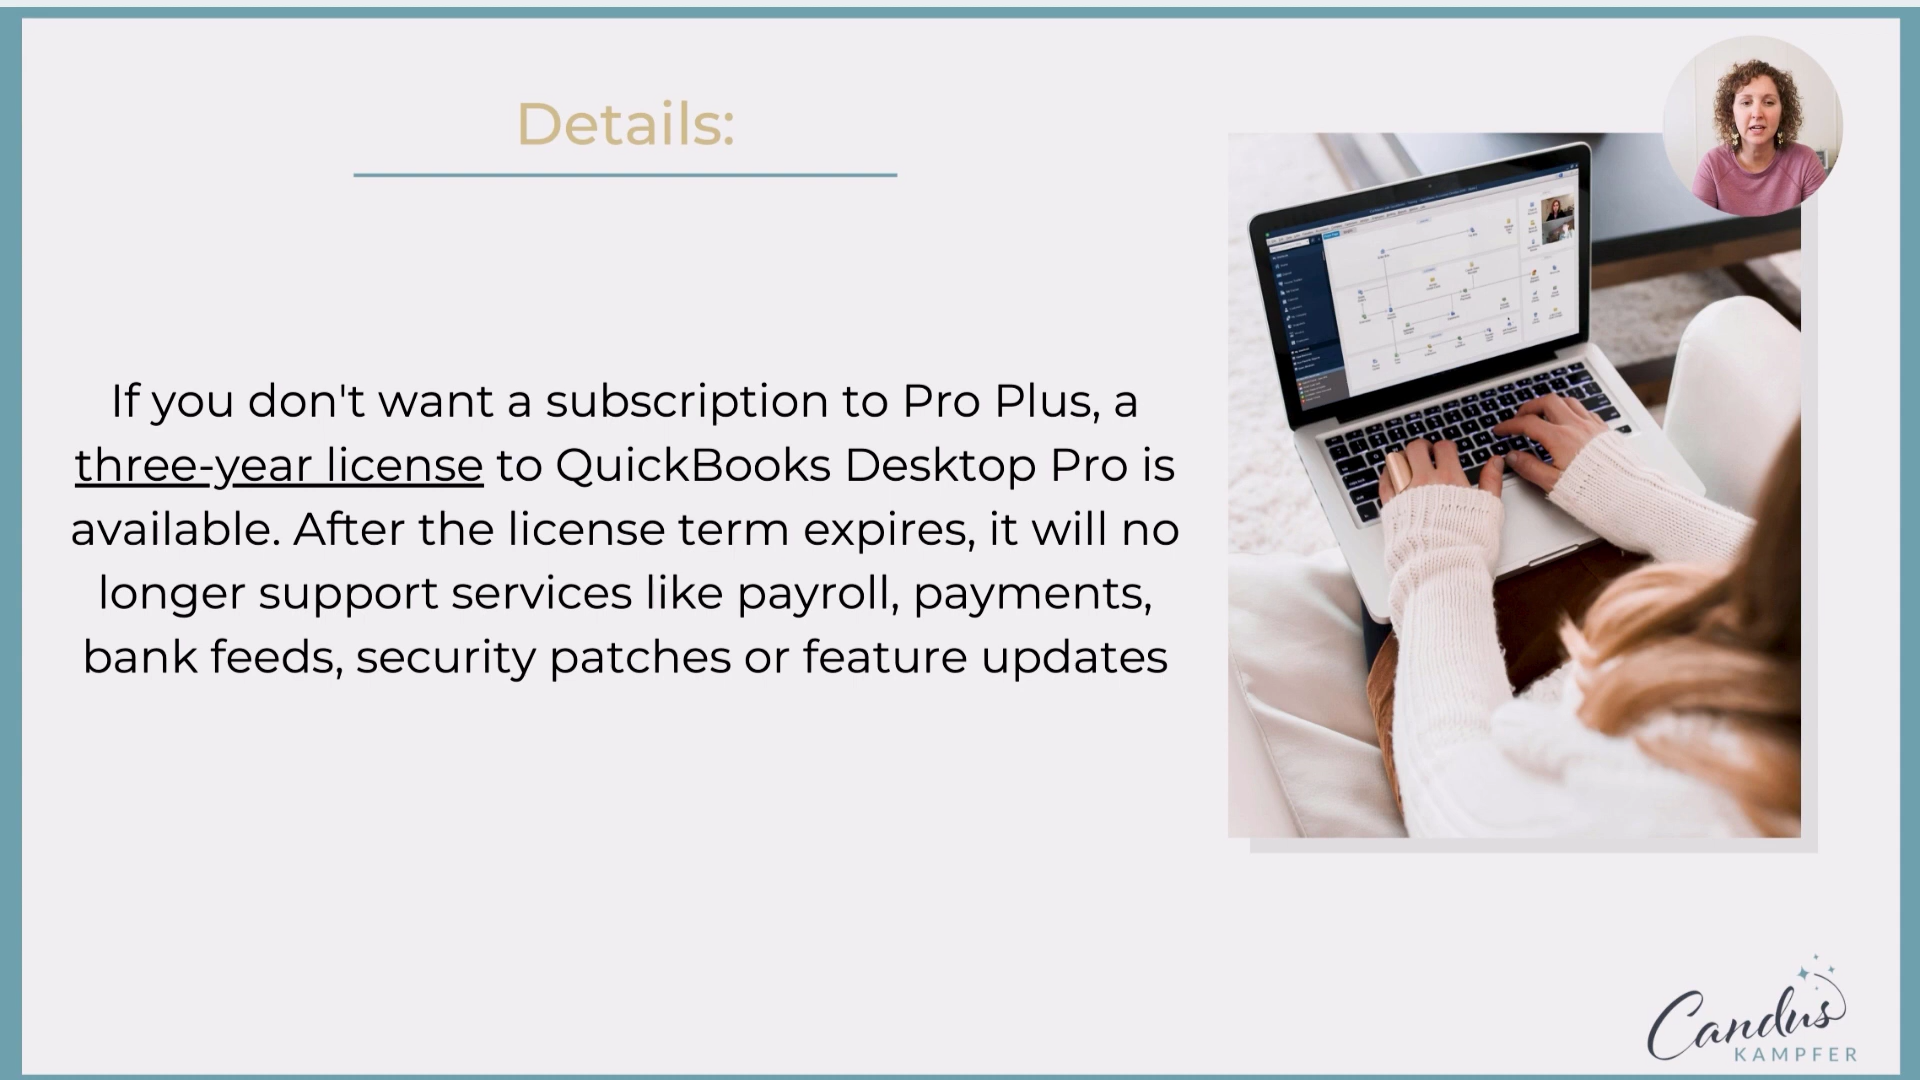 Details:
If you don't want a subscription to Pro Plus, a
three-year license to QuickBooks Desktop Pro is
available. After the license term expires, it will no
longer support services like payroll, payments,
bank feeds, security patches or feature updates
Candus
KAMPFER